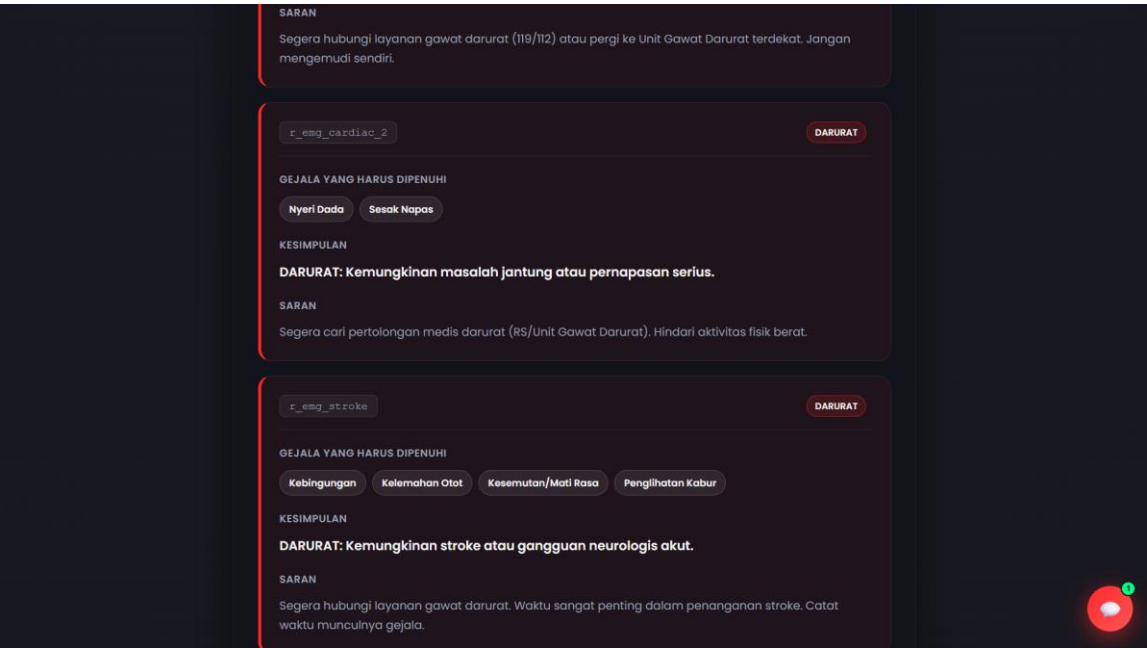 SARAN
Segera hubungi layanan gawat darurat (119/112) atau pergi ke Unit Gawat Darurat terdekat. Jangan
mengemudi sendiri.
r_emg_cardiac_2
DARURAT
GEJALA YANG HARUS DIPENUHI
Nyeri Dada Sesak Napas
KESIMPULAN
DARURAT: Kemungkinan masalah jantung atau pernapasan serius.
SARAN
Segera cari pertolongan medis darurat (RS/Unit Gawat Darurat). Hindari aktivitas fisik berat.
r_emg_stroke
DARURAT
GEJALA YANG HARUS DIPENUHI
Kebingungan Kelemahan Otot Kesemutan/Mati Rasa Penglihatan Kabur
KESIMPULAN
DARURAT: Kemungkinan stroke atau gangguan neurologis akut.
SARAN
Segera hubungi layanan gawat darurat. Waktu sangat penting dalam penanganan stroke. Catat
waktu munculnya gejala.
1